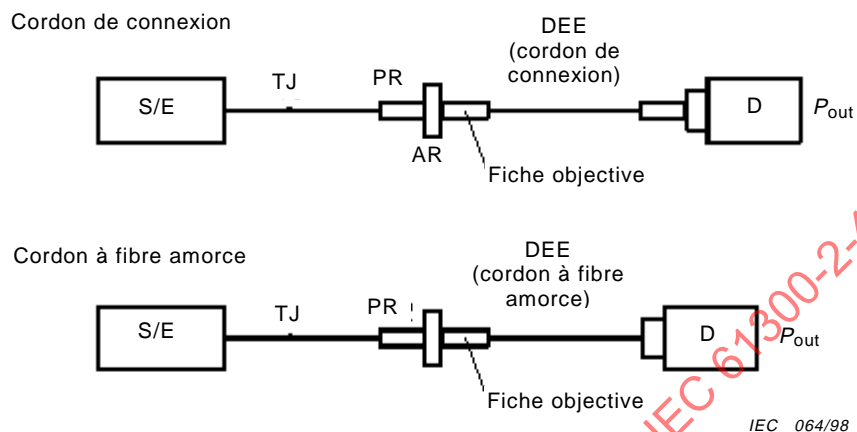 Cordon de connexion
DEE
(cordon de
connexion)
S/E
TJ
PR
AR
D
Pout
Fiche objective
Cordon à fibre amorce
DEE
(cordon à fibre
amorce)
S/E
TJ
PR
D
Pout
Fiche objective
IEC 61300-2-
IEC 064/98